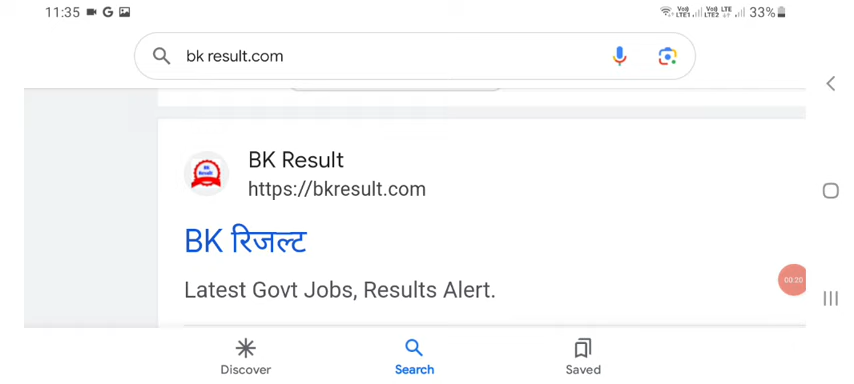 11:35 G Vo)) LTE1 Vo)) LTE LTE2 33%
bk result.com
BK Result
https://bkresult.com
BK रिजल्ट
Latest Govt Jobs, Results Alert.
00:20
Discover Search Saved